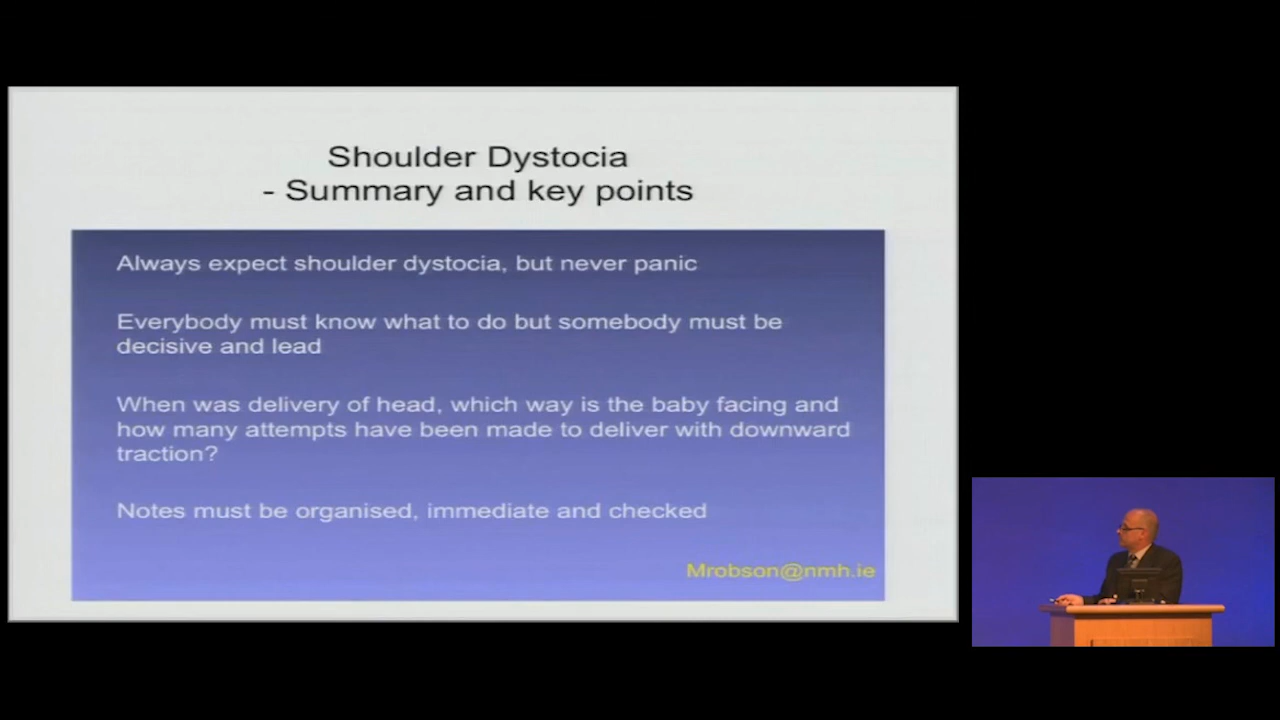 Shoulder Dystocia
- Summary and key points
Always expect shoulder dystocia, but never panic
Everybody must know what to do but somebody must be
decisive and lead
When was delivery of head, which way is the baby facing and
how many attempts have been made to deliver with downward
traction?
Notes must be organised, immediate and checked
Mrobson@nmh.ie